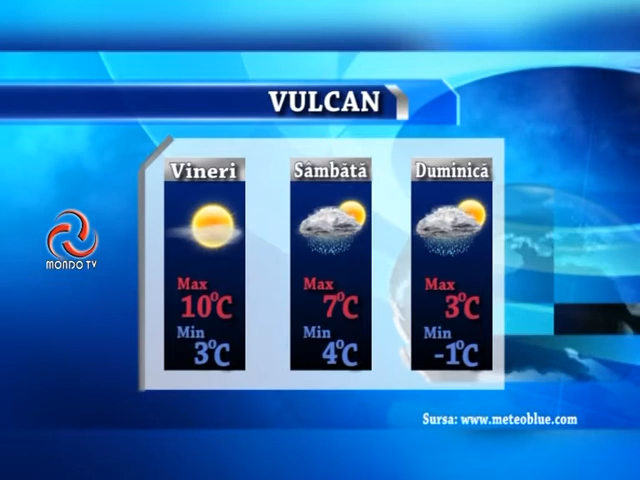 VULCAN
Vineri
Max
10°C
Min
3°C
Sâmbătă
Max
7°C
Min
4°C
Duminică
Max
3°C
Min
-1°C
MONDO TV
Sursa: www.meteoblue.com